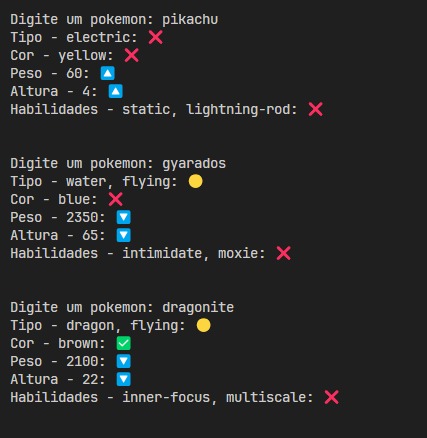 Digite um pokemon: pikachu
Tipo - electric: ❌
Cor - yellow: ❌
Peso - 60: 🔼
Altura - 4: 🔼
Habilidades - static, lightning-rod: ❌
Digite um pokemon: gyarados
Tipo - water, flying: 🟡
Cor - blue: ❌
Peso - 2350: 🔽
Altura - 65: 🔽
Habilidades - intimidate, moxie: ❌
Digite um pokemon: dragonite
Tipo - dragon, flying: 🟡
Cor - brown: ✅
Peso - 2100: 🔽
Altura - 22: 🔽
Habilidades - inner-focus, multiscale: ❌